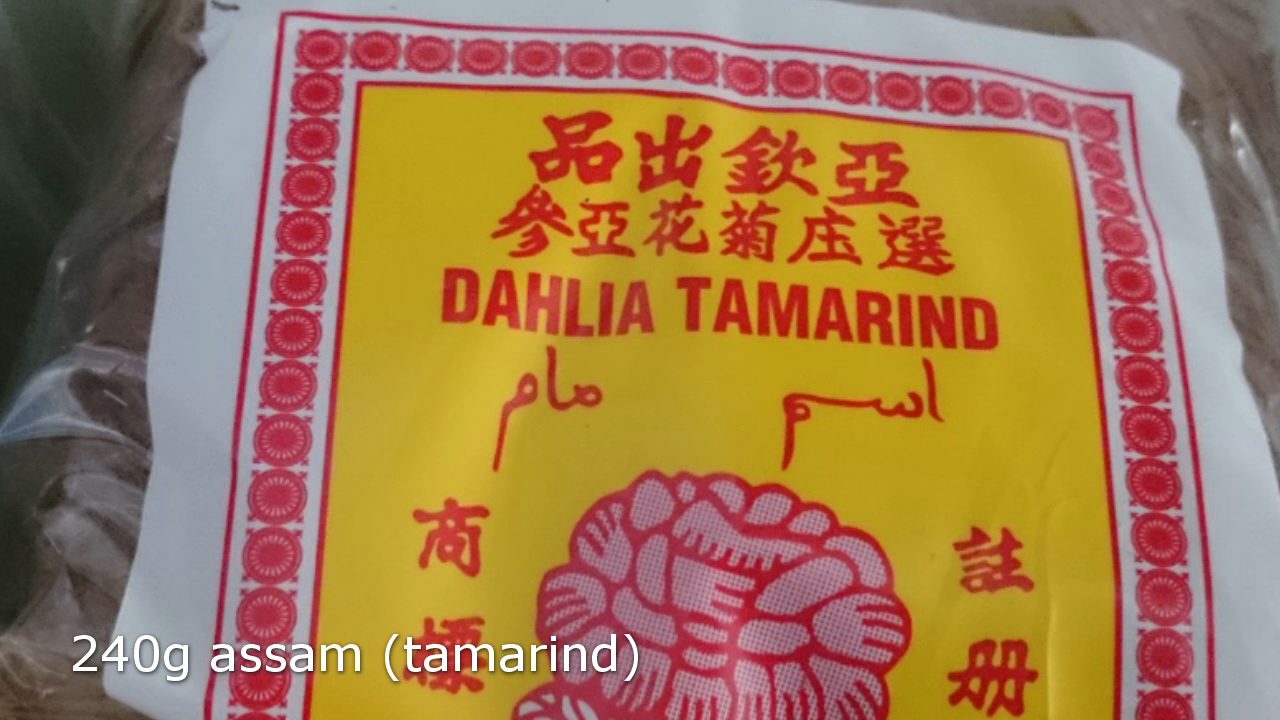 亞欽出品
選庄菊花亞參
DAHLIA TAMARIND
اسم مام
註册
商標
240g assam (tamarind)